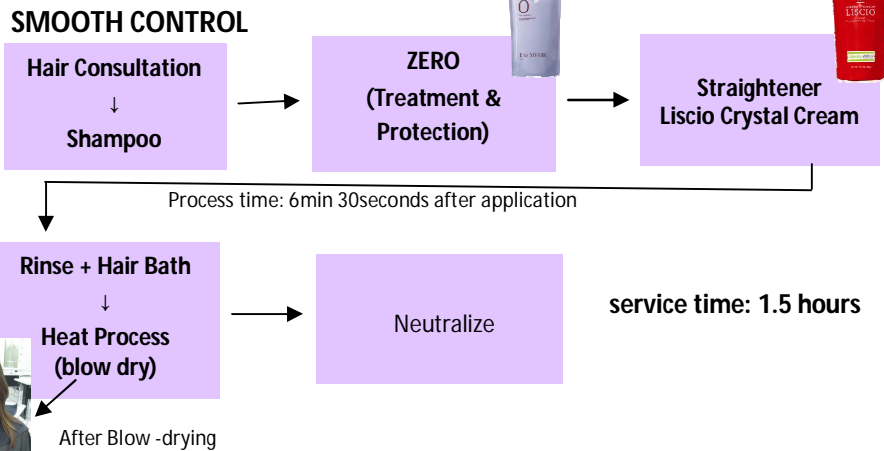 SMOOTH CONTROL
Hair Consultation
↓
Shampoo
ZERO
(Treatment &
Protection)
Straightener
Liscio Crystal Cream
LISCIO
Process time: 6min 30seconds after application
Rinse + Hair Bath
↓
Heat Process
(blow dry)
Neutralize
service time: 1.5 hours
After Blow -drying